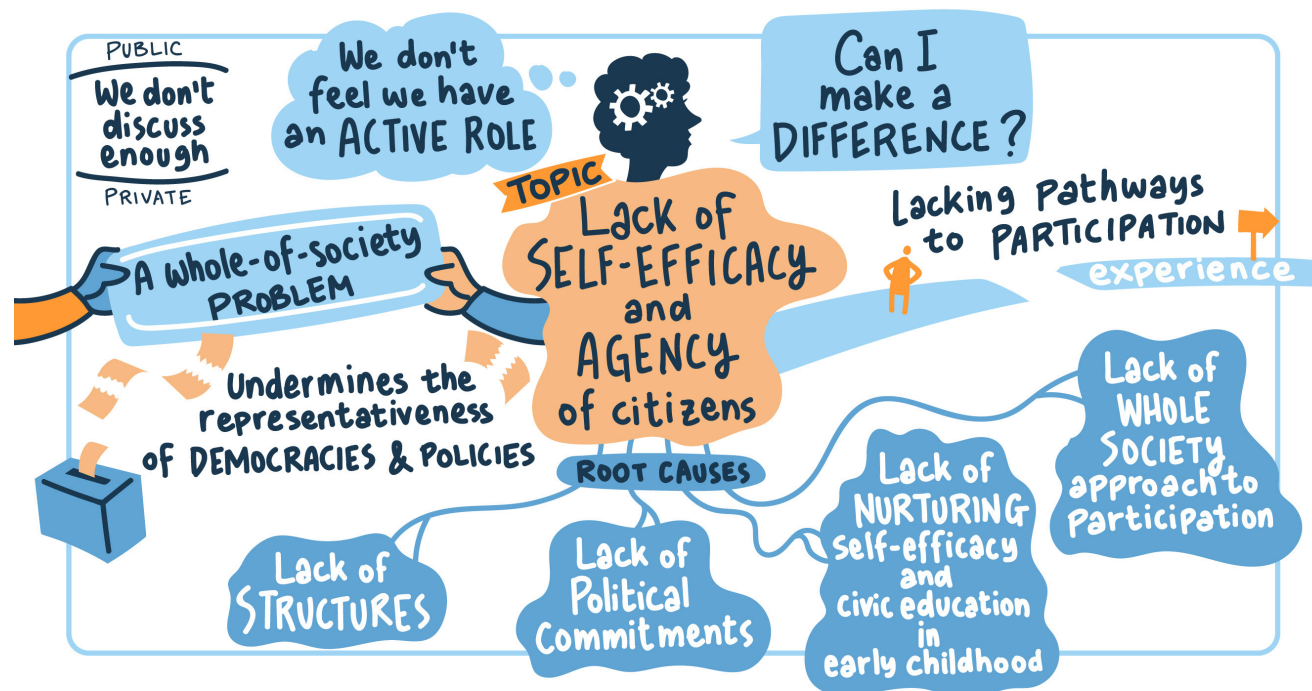 PUBLIC
We don't
discuss
enough
PRIVATE
We don't
feel we have
an ACTIVE ROLE
Can I
make a
DIFFERENCE?
TOPIC
Lack of
SELF-EFFICACY
and
AGENCY
of citizens
A whole-of-society
PROBLEM
Undermines the
representativeness
of DEMOCRACIES & POLICIES
Lacking Pathways
to PARTICIPATION
experience
ROOT CAUSES
Lack of
STRUCTURES
Lack of
Political
Commitments
Lack of
NURTURING
self-efficacy
and
civic education
in
early childhood
Lack of
WHOLE
SOCIETY
approach to
Participation